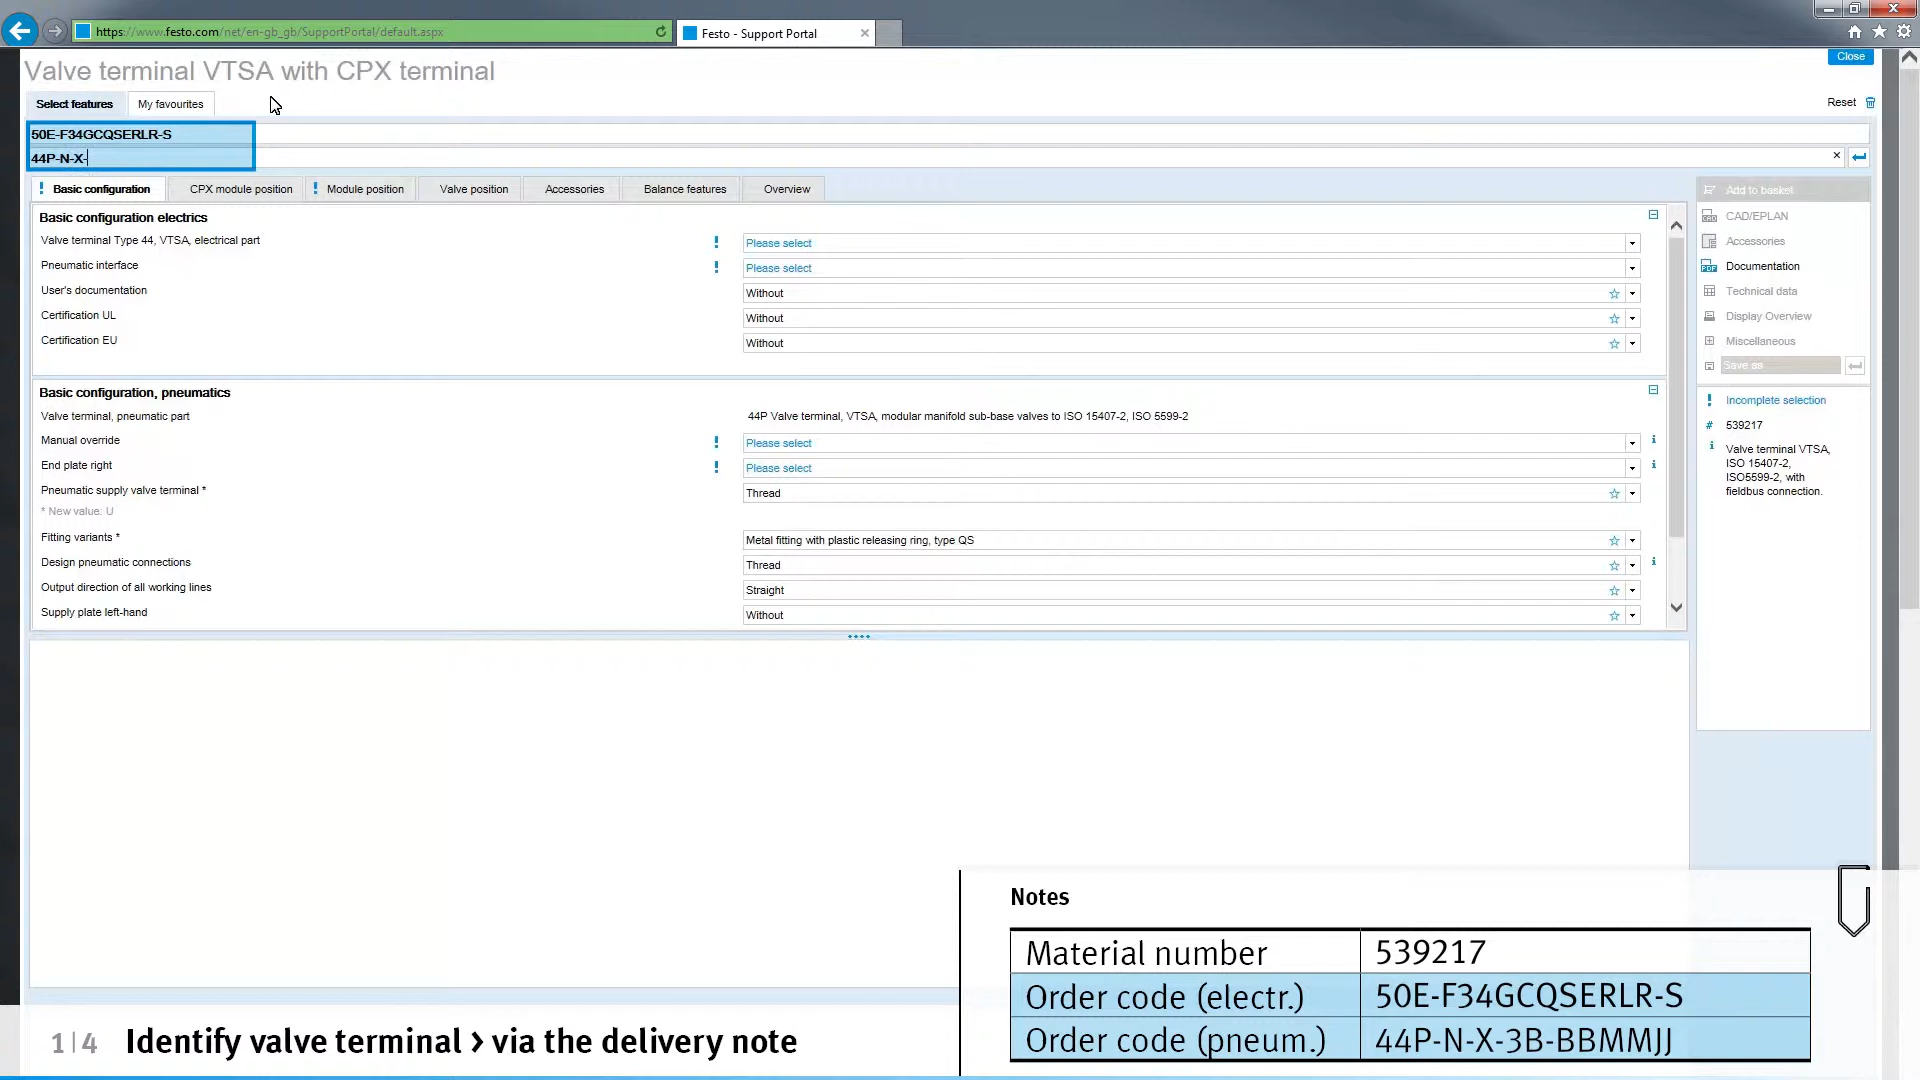 https://www.festo.com/net/en-gb_gb/SupportPortal/default.aspx
Festo - Support Portal
Valve terminal VTSA with CPX terminal
Close
Select features
My favourites
Reset
50E-F34GCQSERLR-S
44P-N-X-
Basic configuration
CPX module position
Module position
Valve position
Accessories
Balance features
Overview
Basic configuration electrics
Valve terminal Type 44, VTSA, electrical part
Please select
Pneumatic interface
Please select
User's documentation
Without
Certification UL
Without
Certification EU
Without
Basic configuration, pneumatics
Valve terminal, pneumatic part
44P Valve terminal, VTSA, modular manifold sub-base valves to ISO 15407-2, ISO 5599-2
Manual override
Please select
End plate right
Please select
Pneumatic supply valve terminal *
Thread
* New value: U
Fitting variants *
Metal fitting with plastic releasing ring, type QS
Design pneumatic connections
Thread
Output direction of all working lines
Straight
Supply plate left-hand
Without
Add to basket
CAD/EPLAN
Accessories
Documentation
Technical data
Display Overview
Miscellaneous
Save as
Incomplete selection
# 539217
Valve terminal VTSA,
ISO 15407-2,
ISO5599-2, with
fieldbus connection.
Notes
Material number 539217
Order code (electr.) 50E-F34GCQSERLR-S
Order code (pneum.) 44P-N-X-3B-BBMMJJ
1|4 Identify valve terminal > via the delivery note